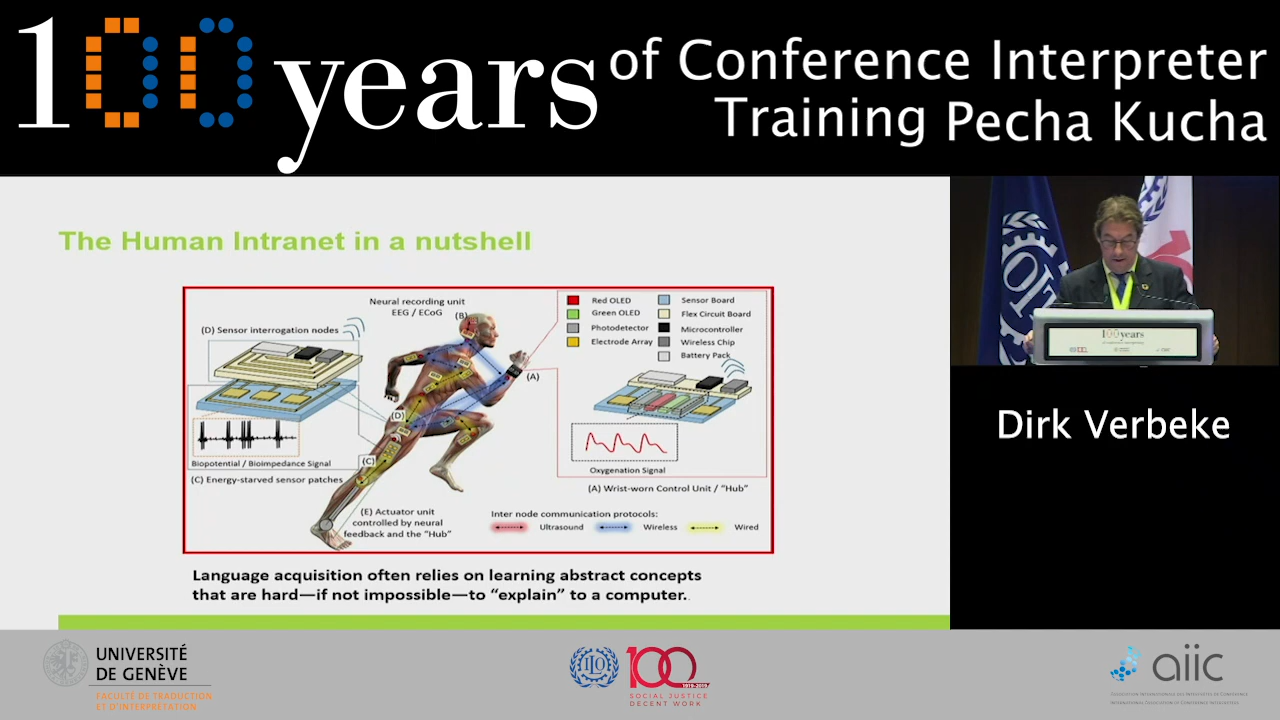 100 years
of Conference Interpreter
Training Pecha Kucha
The Human Intranet in a nutshell
Neural recording unit
EEG / ECoG
(B)
(D) Sensor interrogation nodes
Red OLED
Green OLED
Photodetector
Electrode Array
Sensor Board
Flex Circuit Board
Microcontroller
Wireless Chip
Battery Pack
(A)
(D)
Biopotential / Bioimpedance Signal
(C)
(C) Energy-starved sensor patches
Oxygenation Signal
(A) Wrist-worn Control Unit / "Hub"
(E) Actuator unit
controlled by neural
feedback and the "Hub"
Inter node communication protocols:
Ultrasound
Wireless
Wired
Language acquisition often relies on learning abstract concepts
that are hard—if not impossible—to "explain" to a computer.
100years
Dirk Verbeke
UNIVERSITÉ
DE GENÈVE
FACULTÉ DE TRADUCTION
ET D'INTERPRÉTATION
ILO
100
1919-2019
SOCIAL JUSTICE
DECENT WORK
aiic